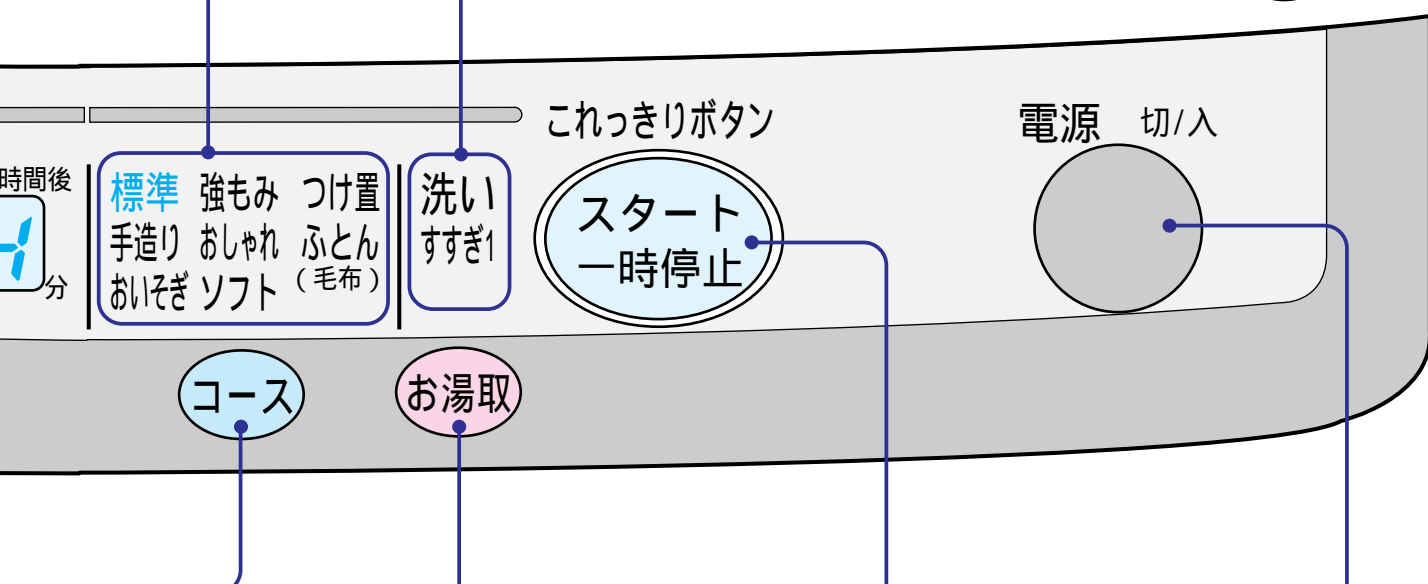 これっきりボタン
電源 切/入
時間後
分
標準 強もみ つけ置
手造り おしゃれ ふとん
おいそぎ ソフト (毛布)
洗い
すすぎ1
スタート
一時停止
コース
お湯取